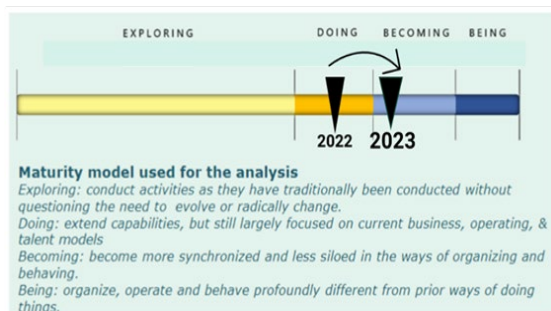 EXPLORING DOING BECOMING BEING
2022 2023
Maturity model used for the analysis
Exploring: conduct activities as they have traditionally been conducted without
questioning the need to evolve or radically change.
Doing: extend capabilities, but still largely focused on current business, operating, &
talent models
Becoming: become more synchronized and less siloed in the ways of organizing and
behaving.
Being: organize, operate and behave profoundly different from prior ways of doing
things.